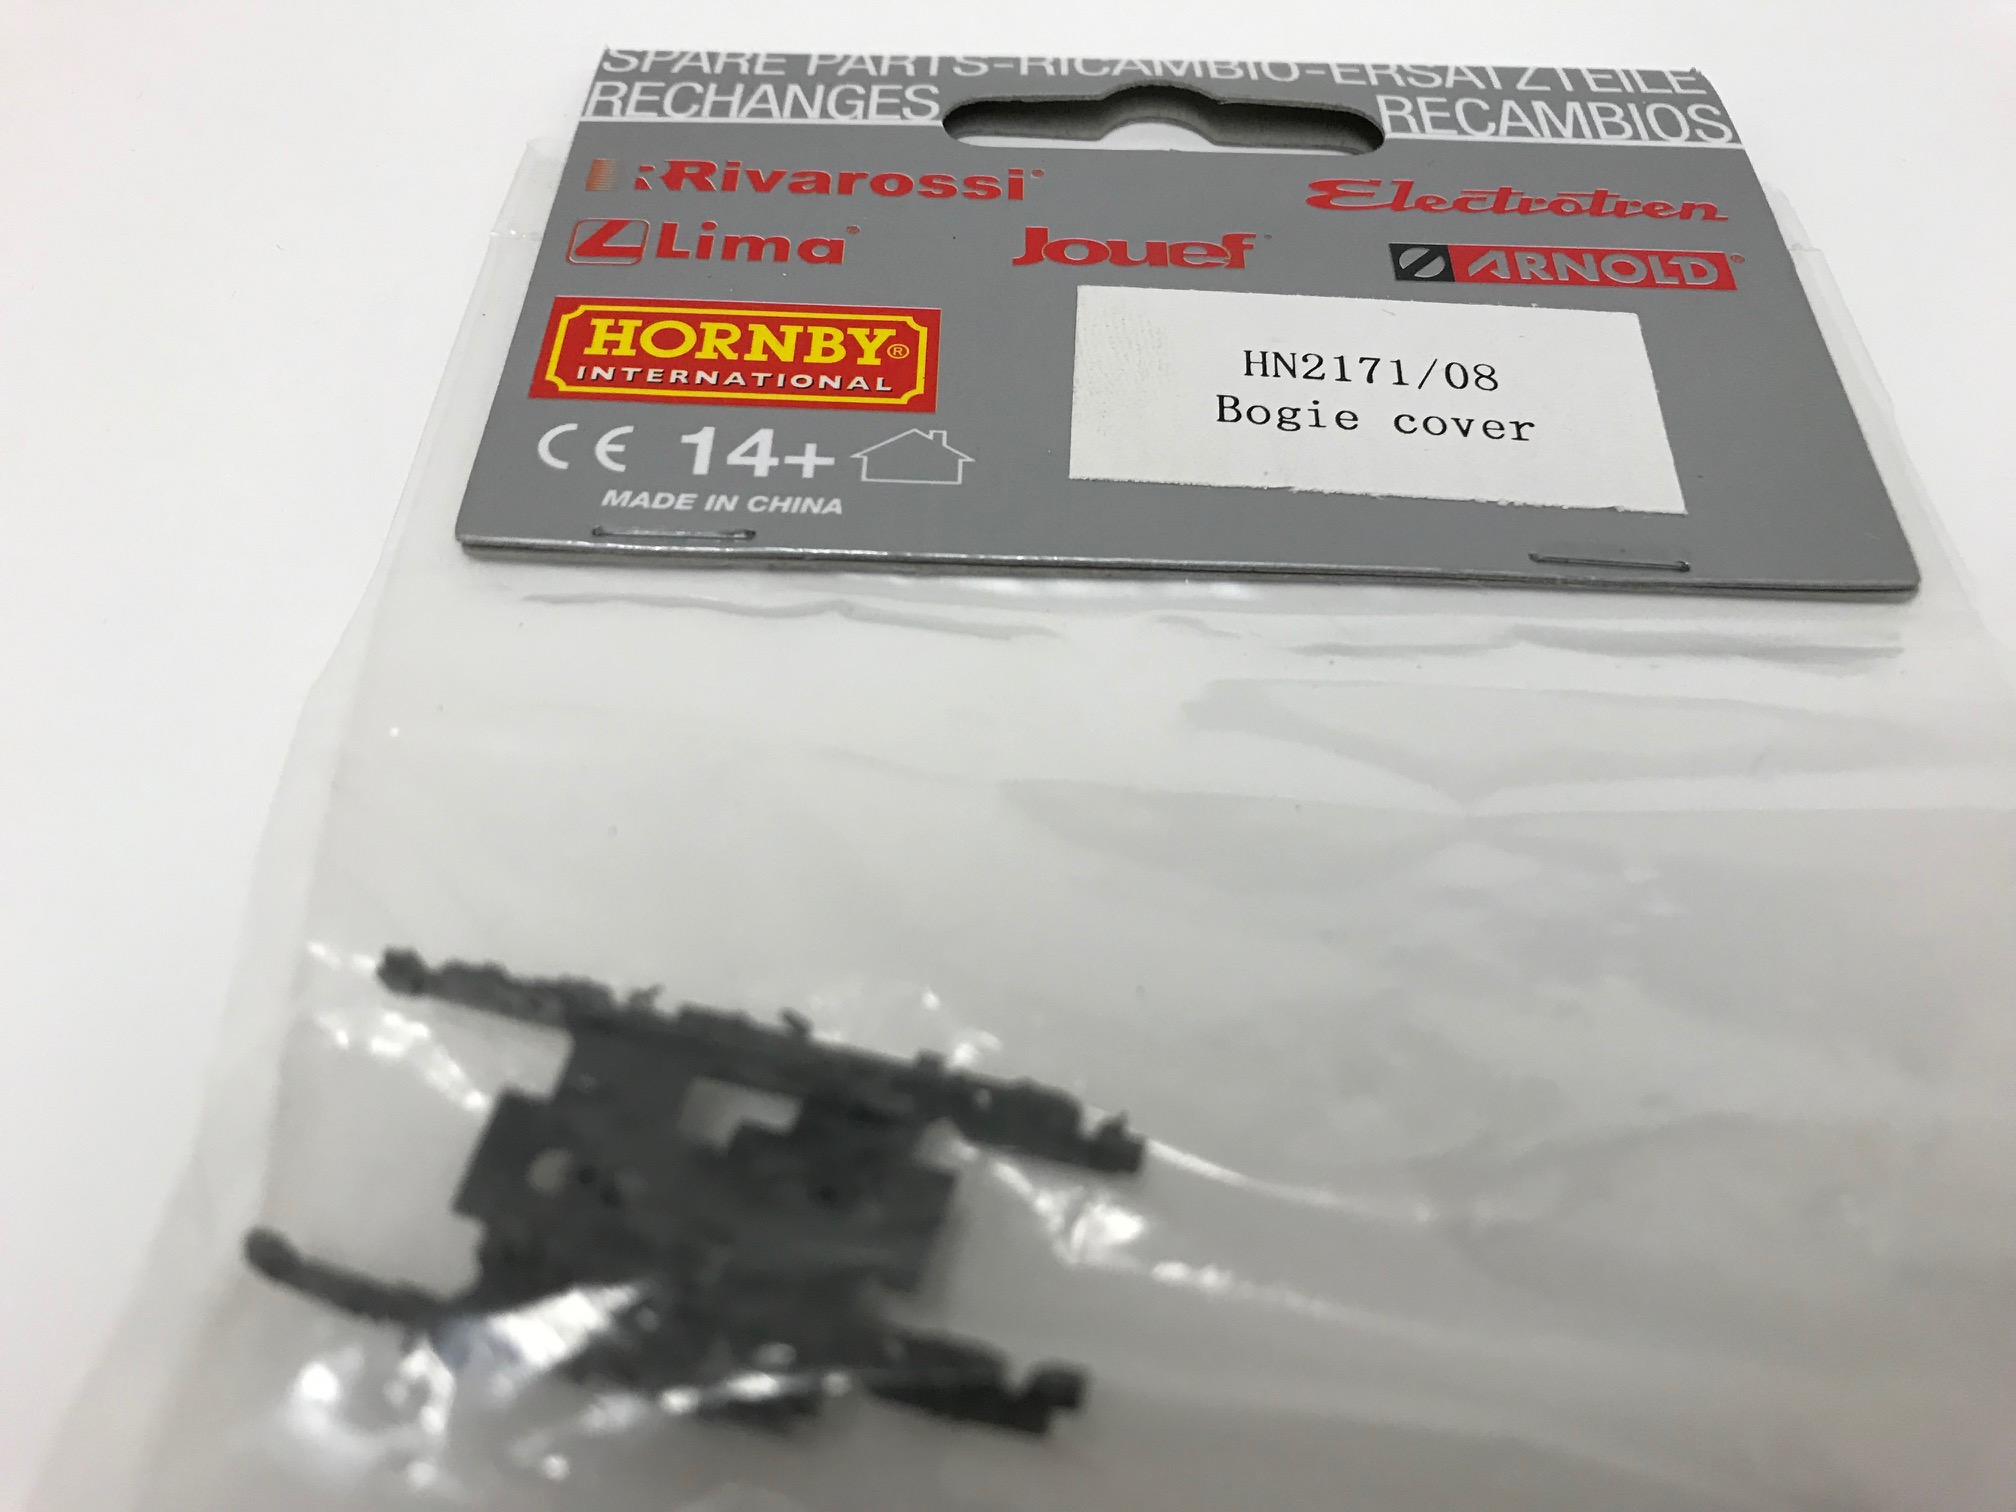 SPARE PARTS-RICAMBIO-ERSATZTEILE
RECHANGES RECAMBIOS
Rivarossi Electrotren
Lima Jouef ARNOLD
HORNBY®
INTERNATIONAL
HN2171/08
Bogie cover
CE 14+
MADE IN CHINA